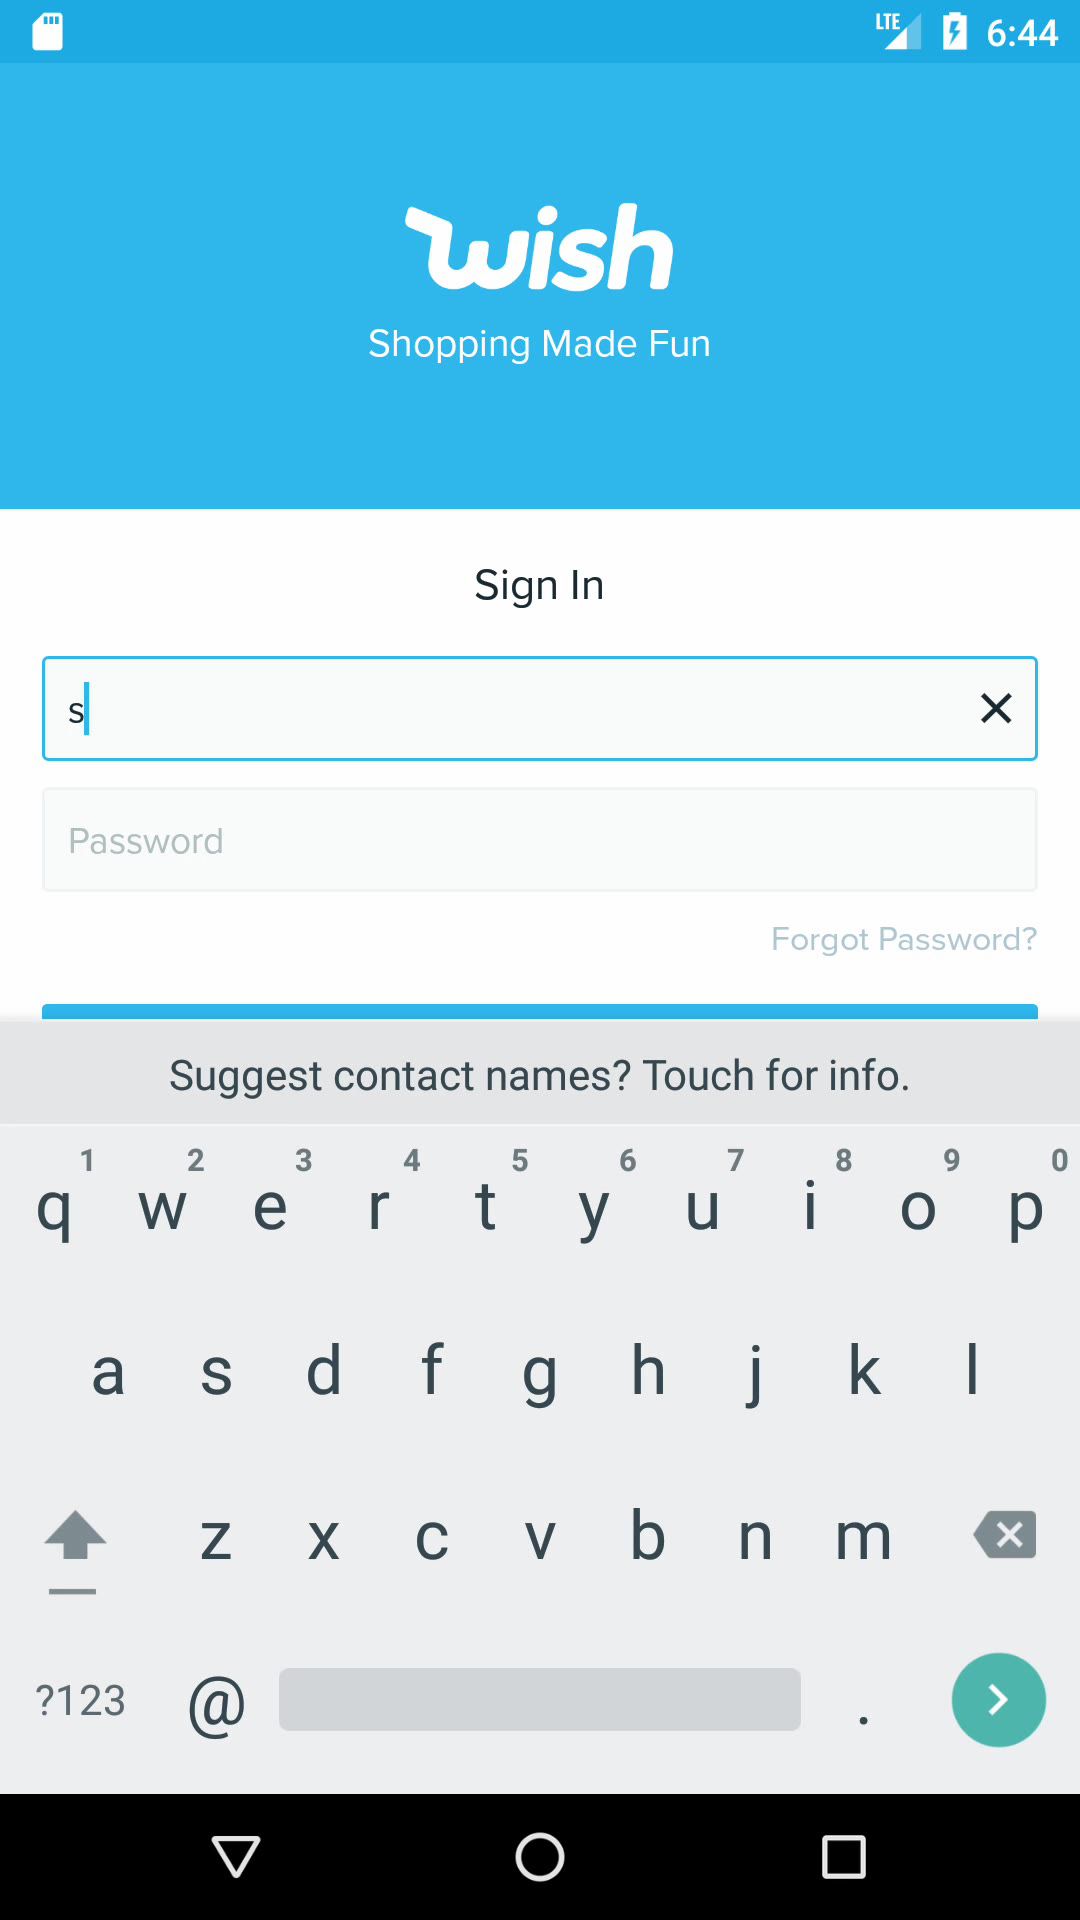 LTE 6:44
wish
Shopping Made Fun
Sign In
s
Password
Forgot Password?
Suggest contact names? Touch for info.
1 2 3 4 5 6 7 8 9 0
q w e r t y u i o p
a s d f g h j k l
z x c v b n m
?123 @ .